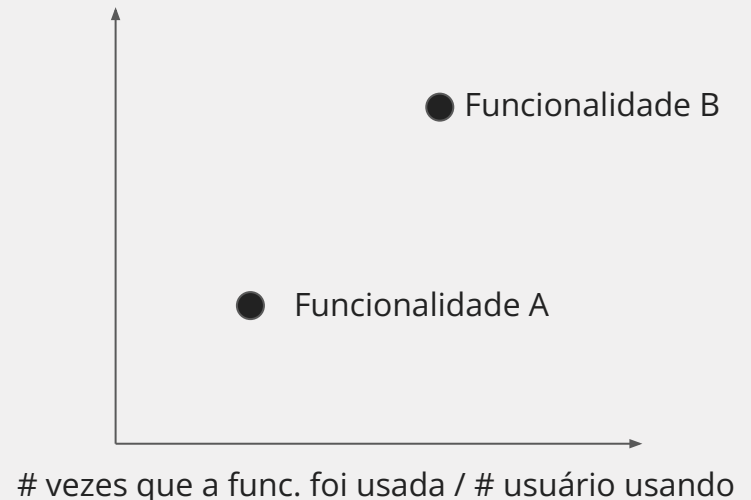 Funcionalidade B
Funcionalidade A
# vezes que a func. foi usada / # usuário usando